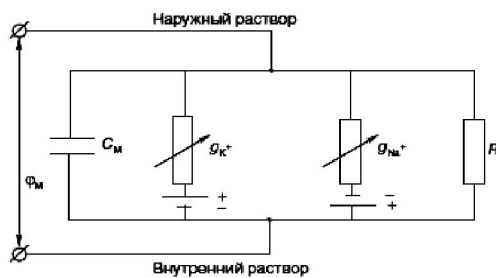 Наружный раствор
Cм
gK+
gNa+
φм
+
−
−
+
Внутренний раствор